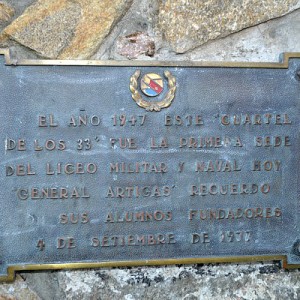 EL AÑO 1947 ESTE "CUARTEL
DE LOS 33" FUE LA PRIMERA SEDE
DEL LICEO MILITAR Y NAVAL HOY
"GENERAL ARTIGAS" RECUERDO
SUS ALUMNOS FUNDADORES
4 DE SETIEMBRE DE 1977